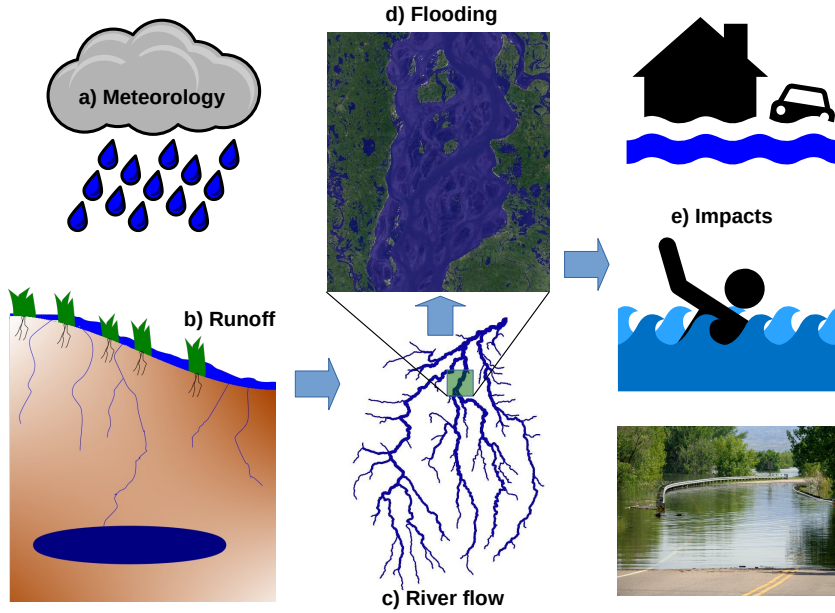 a) Meteorology
b) Runoff
c) River flow
d) Flooding
e) Impacts